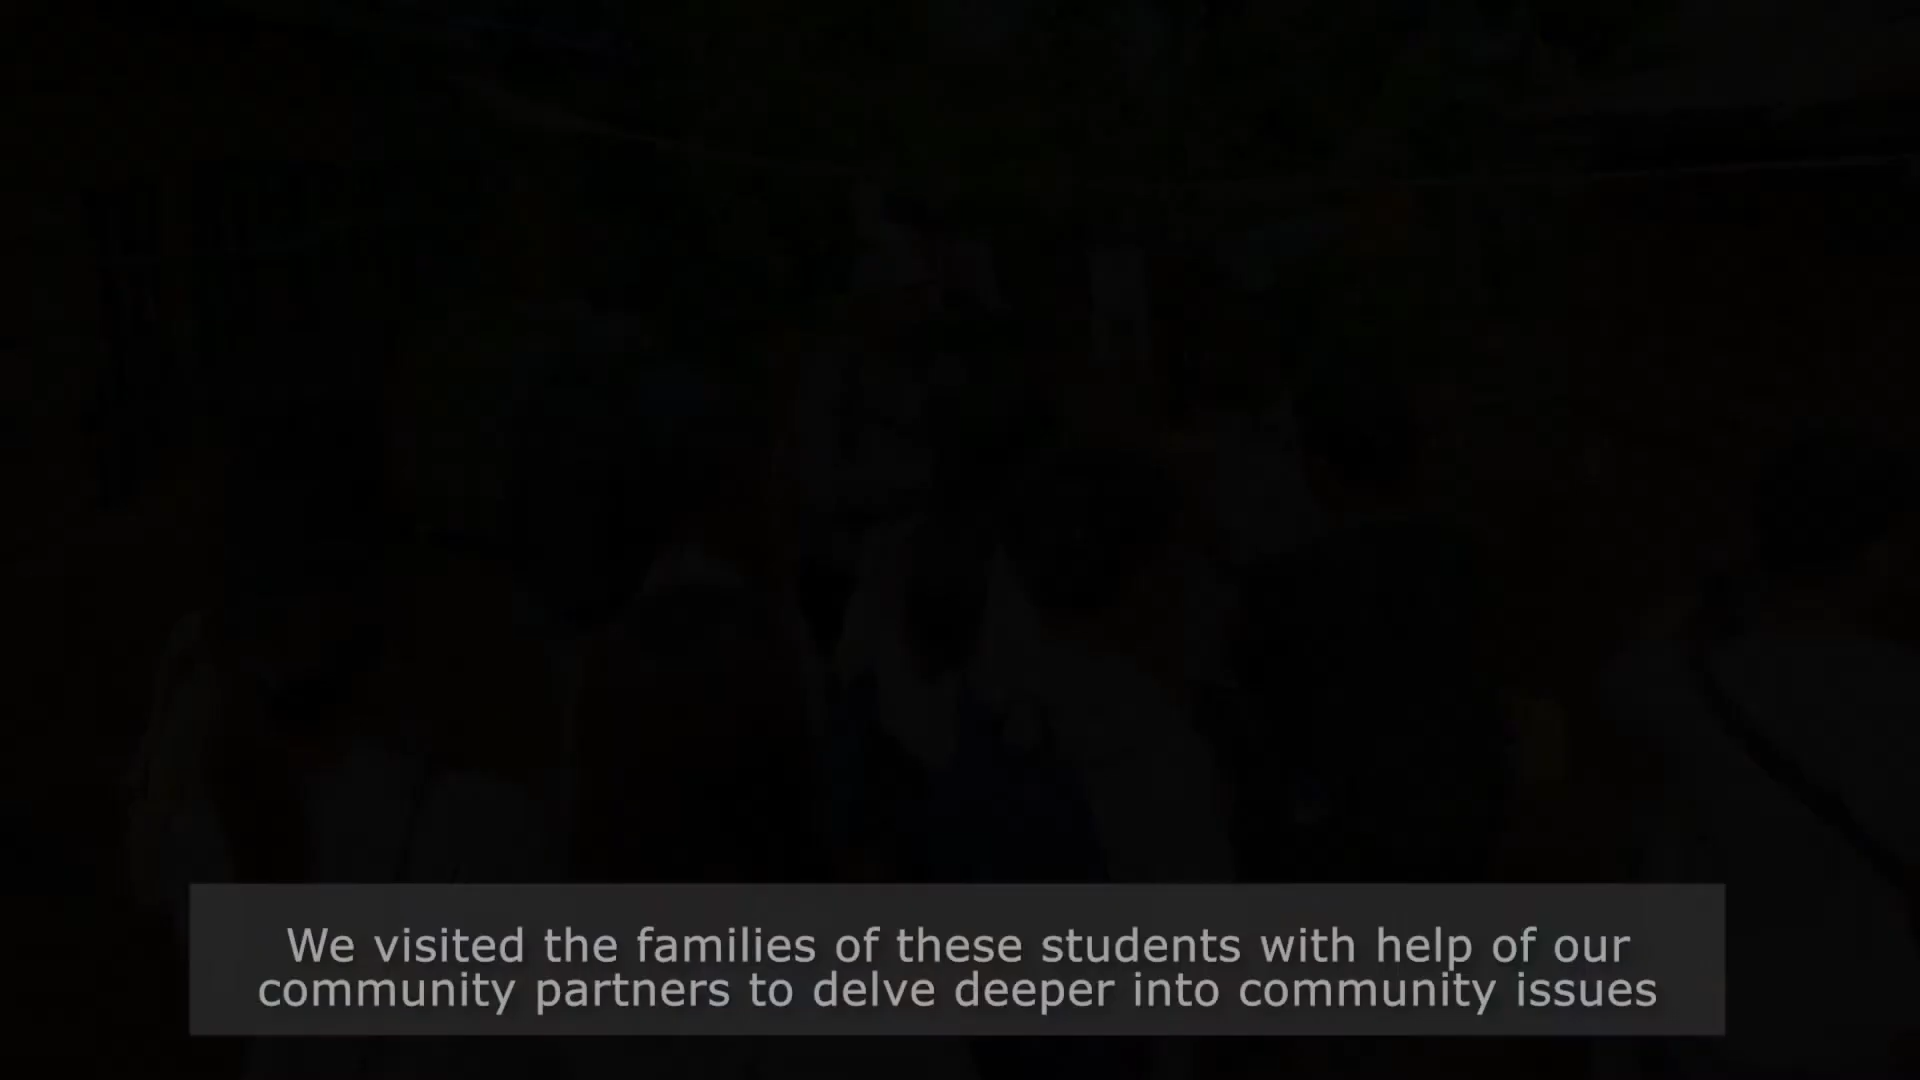 We visited the families of these students with help of our
community partners to delve deeper into community issues